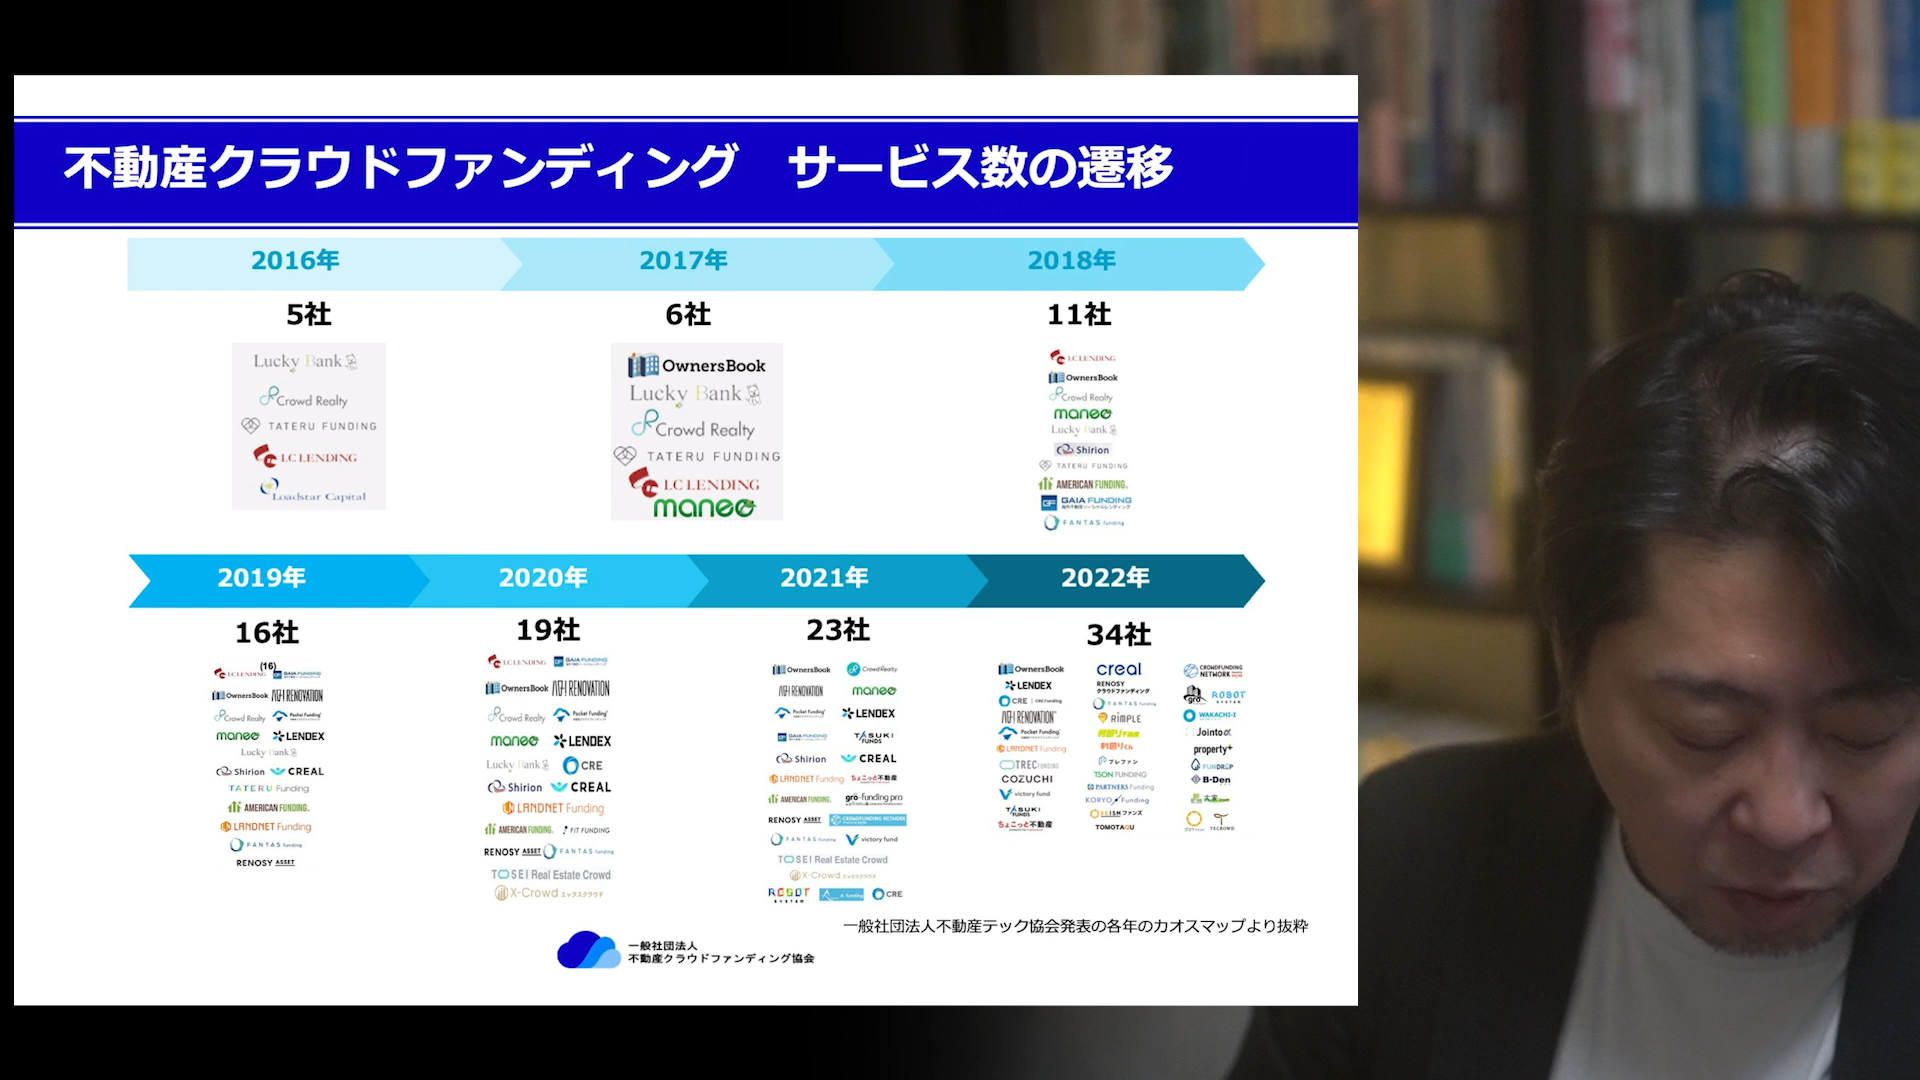 不動産クラウドファンディング サービス数の遷移
2016年
2017年
2018年
5社
6社
11社
Lucky Bank
Crowd Realty
TATERU FUNDING
LC LENDING
Loadstar Capital
OwnersBook
Lucky Bank
Crowd Realty
TATERU FUNDING
LC LENDING
maneo
LC LENDING
OwnersBook
Crowd Realty
maneo
Lucky Bank
Shirion
TATERU FUNDING
AMERICAN FUNDING.
GAIA FUNDING
FANTAS funding
2019年
2020年
2021年
2022年
16社
19社
23社
34社
(16)
LC LENDING GAIA FUNDING
OwnersBook RENOVATION
Crowd Realty Pocket Funding
maneo LENDEX
Lucky Bank
Shirion CREAL
TATERU Funding
AMERICAN FUNDING.
LANDNET Funding
FANTAS funding
RENOSY ASSET
LC LENDING GAIA FUNDING
OwnersBook RENOVATION
Crowd Realty Pocket Funding
maneo LENDEX
Lucky Bank CRE
Shirion CREAL
LANDNET Funding
AMERICAN FUNDING. FIT FUNDING
RENOSY ASSET FANTAS funding
TOSEI Real Estate Crowd
X-Crowd エックスクラウド
OwnersBook Crowd Realty
RENOVATION maneo
Pocket Funding LENDEX
GAIA FUNDING TASUKI FUNDS
Shirion CREAL
LANDNET Funding ちょこっと不動産
AMERICAN FUNDING. gro-funding pro
RENOSY ASSET CROWDFUNDING NETWORK
FANTAS funding victory fund
TOSEI Real Estate Crowd
X-Crowd エックスクラウド
ROBOT SYSTEM CRE
OwnersBook
LENDEX
CRE CRE Funding
RENOVATION
Pocket Funding
LANDNET Funding
TREC FUNDING
COZUCHI
victory fund
TASUKI FUNDS
ちょこっと不動産
creal
RENOSY
クラウドファンディング
FANTAS funding
RIMPLE
利回り不動産
利回りくん
プレファン
TSON FUNDING
PARTNERS Funding
KORYO Funding
ISM ファンズ
TOMOTAQU
CROWDFUNDING
NETWORK
gro
ROBOT
SYSTEM
WAKACHI-I
Jointoα
property+
FUNDROP
B-Den
大家.com
TECROWD
一般社団法人不動産テック協会発表の各年のカオスマップより抜粋
一般社団法人
不動産クラウドファンディング協会